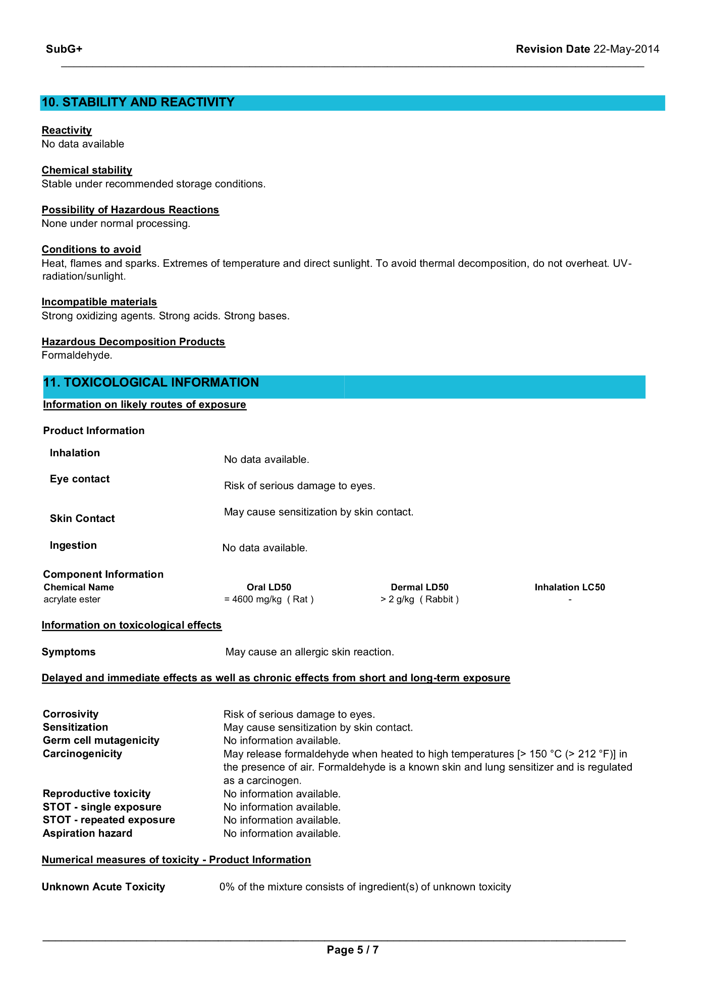 SubG+ Revision Date 22-May-2014
10. STABILITY AND REACTIVITY
Reactivity
No data available
Chemical stability
Stable under recommended storage conditions.
Possibility of Hazardous Reactions
None under normal processing.
Conditions to avoid
Heat, flames and sparks. Extremes of temperature and direct sunlight. To avoid thermal decomposition, do not overheat. UV-
radiation/sunlight.
Incompatible materials
Strong oxidizing agents. Strong acids. Strong bases.
Hazardous Decomposition Products
Formaldehyde.
11. TOXICOLOGICAL INFORMATION
Information on likely routes of exposure
Product Information
Inhalation No data available.
Eye contact Risk of serious damage to eyes.
Skin Contact May cause sensitization by skin contact.
Ingestion No data available.
Component Information
Chemical Name Oral LD50 Dermal LD50 Inhalation LC50
acrylate ester = 4600 mg/kg ( Rat ) > 2 g/kg ( Rabbit ) -
Information on toxicological effects
Symptoms May cause an allergic skin reaction.
Delayed and immediate effects as well as chronic effects from short and long-term exposure
Corrosivity Risk of serious damage to eyes.
Sensitization May cause sensitization by skin contact.
Germ cell mutagenicity No information available.
Carcinogenicity May release formaldehyde when heated to high temperatures [> 150 °C (> 212 °F)] in
the presence of air. Formaldehyde is a known skin and lung sensitizer and is regulated
as a carcinogen.
Reproductive toxicity No information available.
STOT - single exposure No information available.
STOT - repeated exposure No information available.
Aspiration hazard No information available.
Numerical measures of toxicity - Product Information
Unknown Acute Toxicity 0% of the mixture consists of ingredient(s) of unknown toxicity
Page 5 / 7